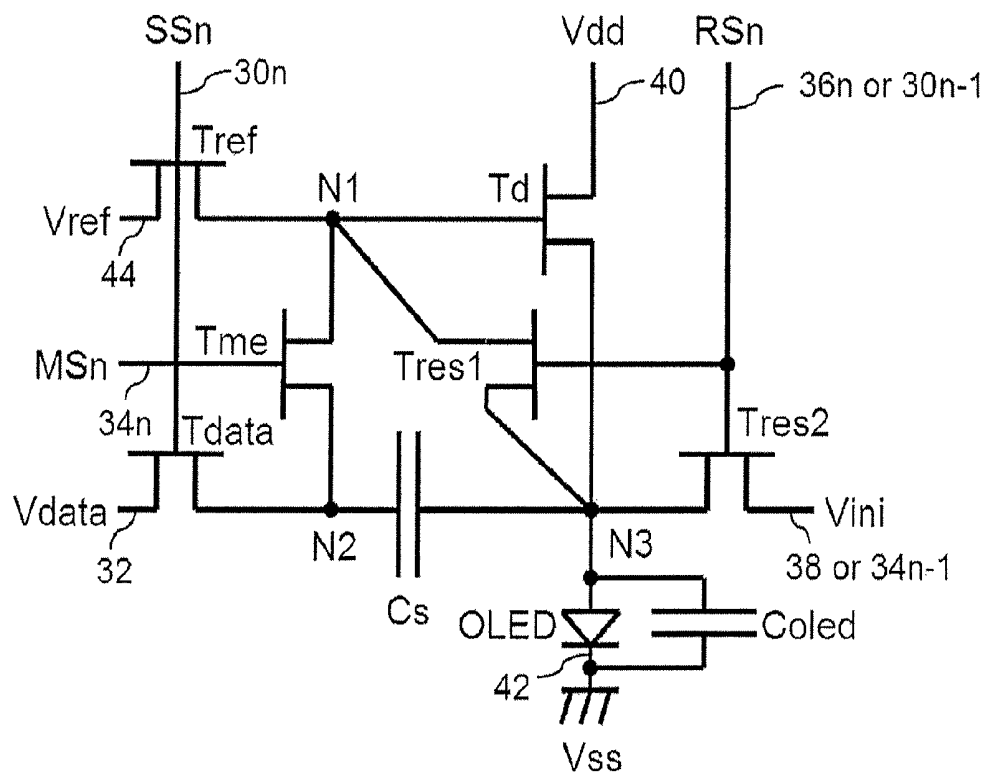 SSn
Vdd
RSn
30n
40
36n or 30n-1
Tref
N1
Td
Vref
44
Tme
Tres1
MSn
34n
Tdata
Tres2
Vdata
N2
N3
Vini
32
38 or 34n-1
Cs
OLED
Coled
42
Vss